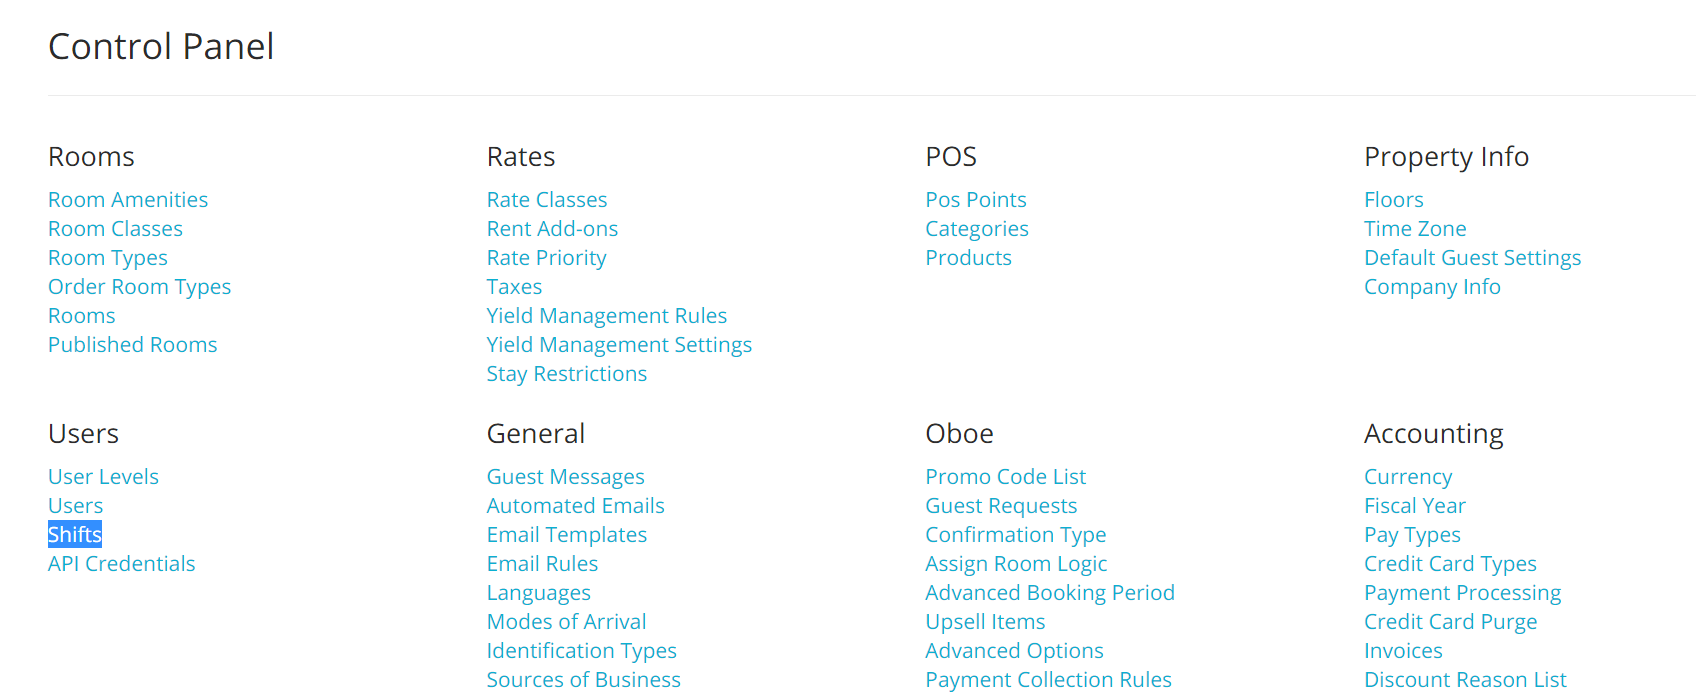 Control Panel
Rooms
Room Amenities
Room Classes
Room Types
Order Room Types
Rooms
Published Rooms
Rates
Rate Classes
Rent Add-ons
Rate Priority
Taxes
Yield Management Rules
Yield Management Settings
Stay Restrictions
POS
Pos Points
Categories
Products
Property Info
Floors
Time Zone
Default Guest Settings
Company Info
Users
User Levels
Users
Shifts
API Credentials
General
Guest Messages
Automated Emails
Email Templates
Email Rules
Languages
Modes of Arrival
Identification Types
Sources of Business
Oboe
Promo Code List
Guest Requests
Confirmation Type
Assign Room Logic
Advanced Booking Period
Upsell Items
Advanced Options
Payment Collection Rules
Accounting
Currency
Fiscal Year
Pay Types
Credit Card Types
Payment Processing
Credit Card Purge
Invoices
Discount Reason List